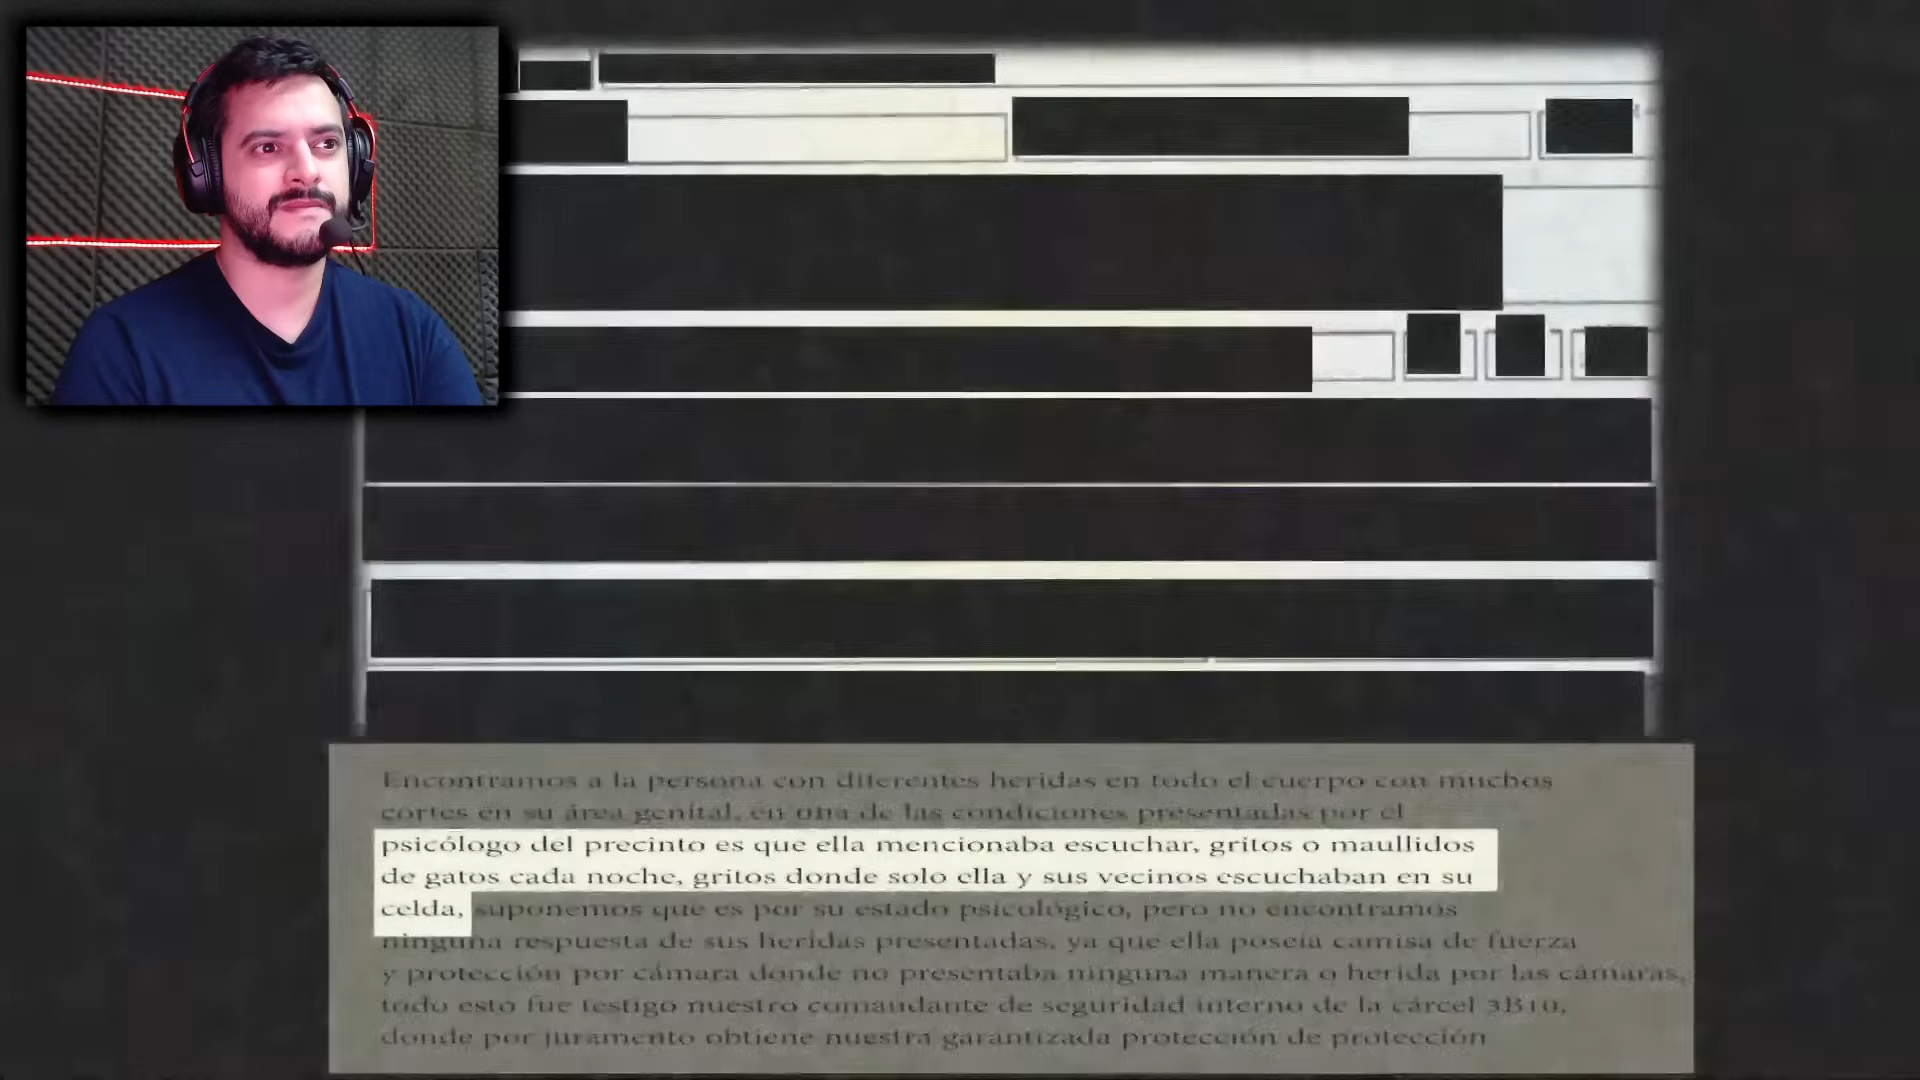 Encontramos a la persona con diferentes heridas en todo el cuerpo con muchos
cortes en su área genital, en una de las condiciones presentadas por el
psicólogo del precinto es que ella mencionaba escuchar, gritos o maullidos
de gatos cada noche, gritos donde solo ella y sus vecinos escuchaban en su
celda, suponemos que es por su estado psicológico, pero no encontramos
ninguna respuesta de sus heridas presentadas, ya que ella poseía camisa de fuerza
y protección por cámara donde no presentaba ninguna manera o herida por las cámaras,
todo esto fue testigo nuestro comandante de seguridad interno de la cárcel 3B10,
donde por juramento obtiene nuestra garantizada protección de protección